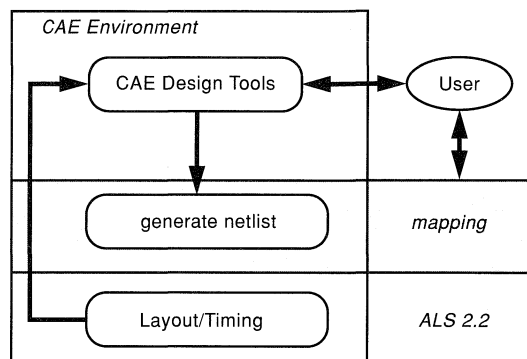 CAE Environment
CAE Design Tools
User
generate netlist
mapping
Layout/Timing
ALS 2.2